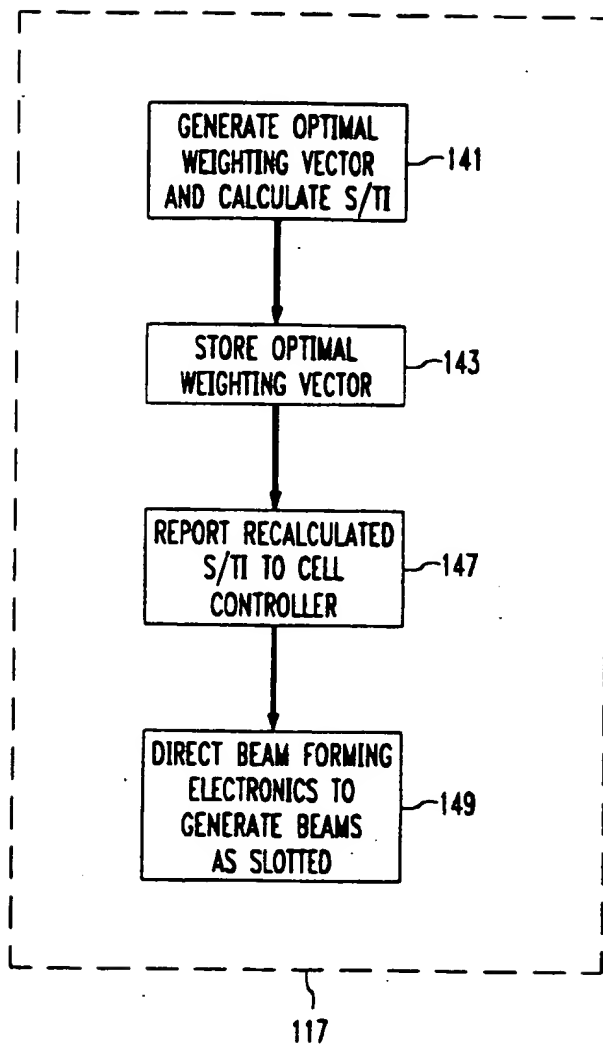 GENERATE OPTIMAL
WEIGHTING VECTOR
AND CALCULATE S/TI
141
STORE OPTIMAL
WEIGHTING VECTOR
143
REPORT RECALCULATED
S/TI TO CELL
CONTROLLER
147
DIRECT BEAM FORMING
ELECTRONICS TO
GENERATE BEAMS
AS SLOTTED
149
117